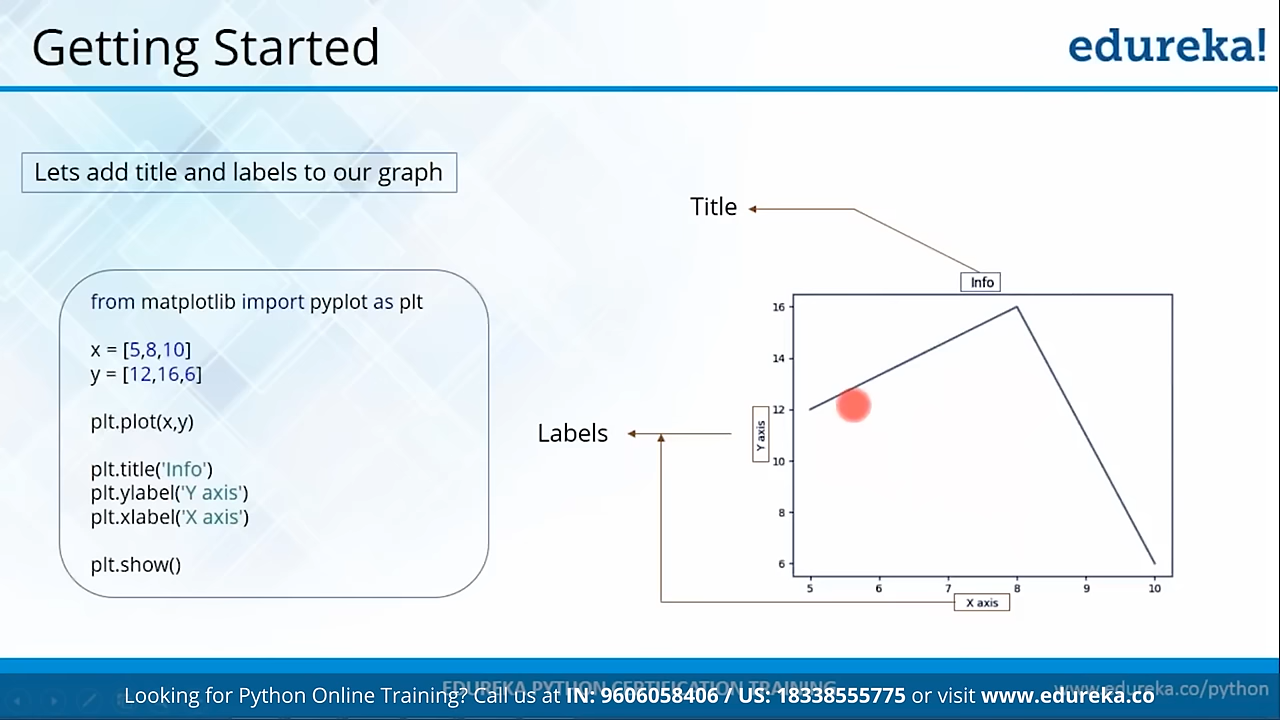 Getting Started
edureka!
Lets add title and labels to our graph
from matplotlib import pyplot as plt
x = [5,8,10]
y = [12,16,6]
plt.plot(x,y)
plt.title('Info')
plt.ylabel('Y axis')
plt.xlabel('X axis')
plt.show()
Title
Labels
Info
16
14
12
10
8
6
Y axis
5 6 7 8 9 10
X axis
EDUREKA PYTHON CERTIFICATION TRAINING
www.edureka.co/python
Looking for Python Online Training? Call us at IN: 9606058406 / US: 18338555775 or visit www.edureka.co